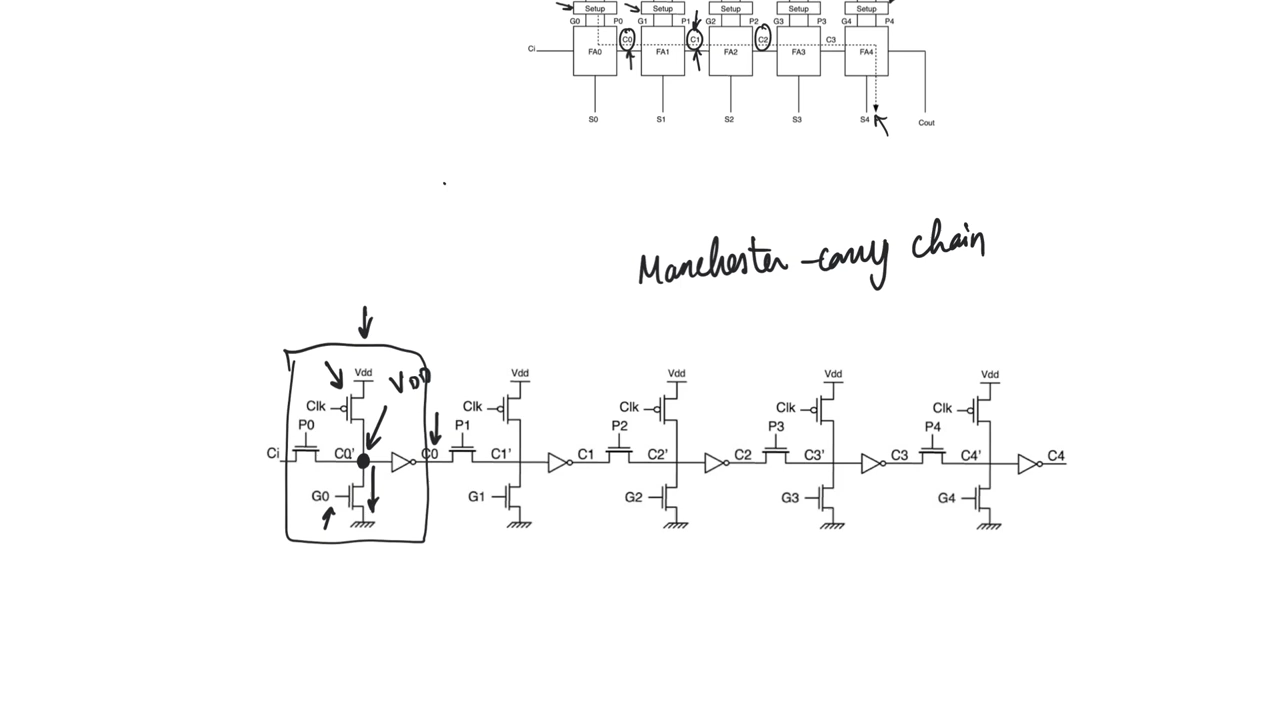 Setup Setup Setup Setup Setup
G0 P0 G1 P1 G2 P2 G3 P3 G4 P4
C0 C1 C2 C3
Ci FA0 FA1 FA2 FA3 FA4
S0 S1 S2 S3 S4 Cout
Manchester-carry chain
Vdd VDD Vdd Vdd Vdd Vdd
Clk Clk Clk Clk Clk
P0 P1 P2 P3 P4
Ci C0' C0 C1' C1 C2' C2 C3' C3 C4' C4
G0 G1 G2 G3 G4